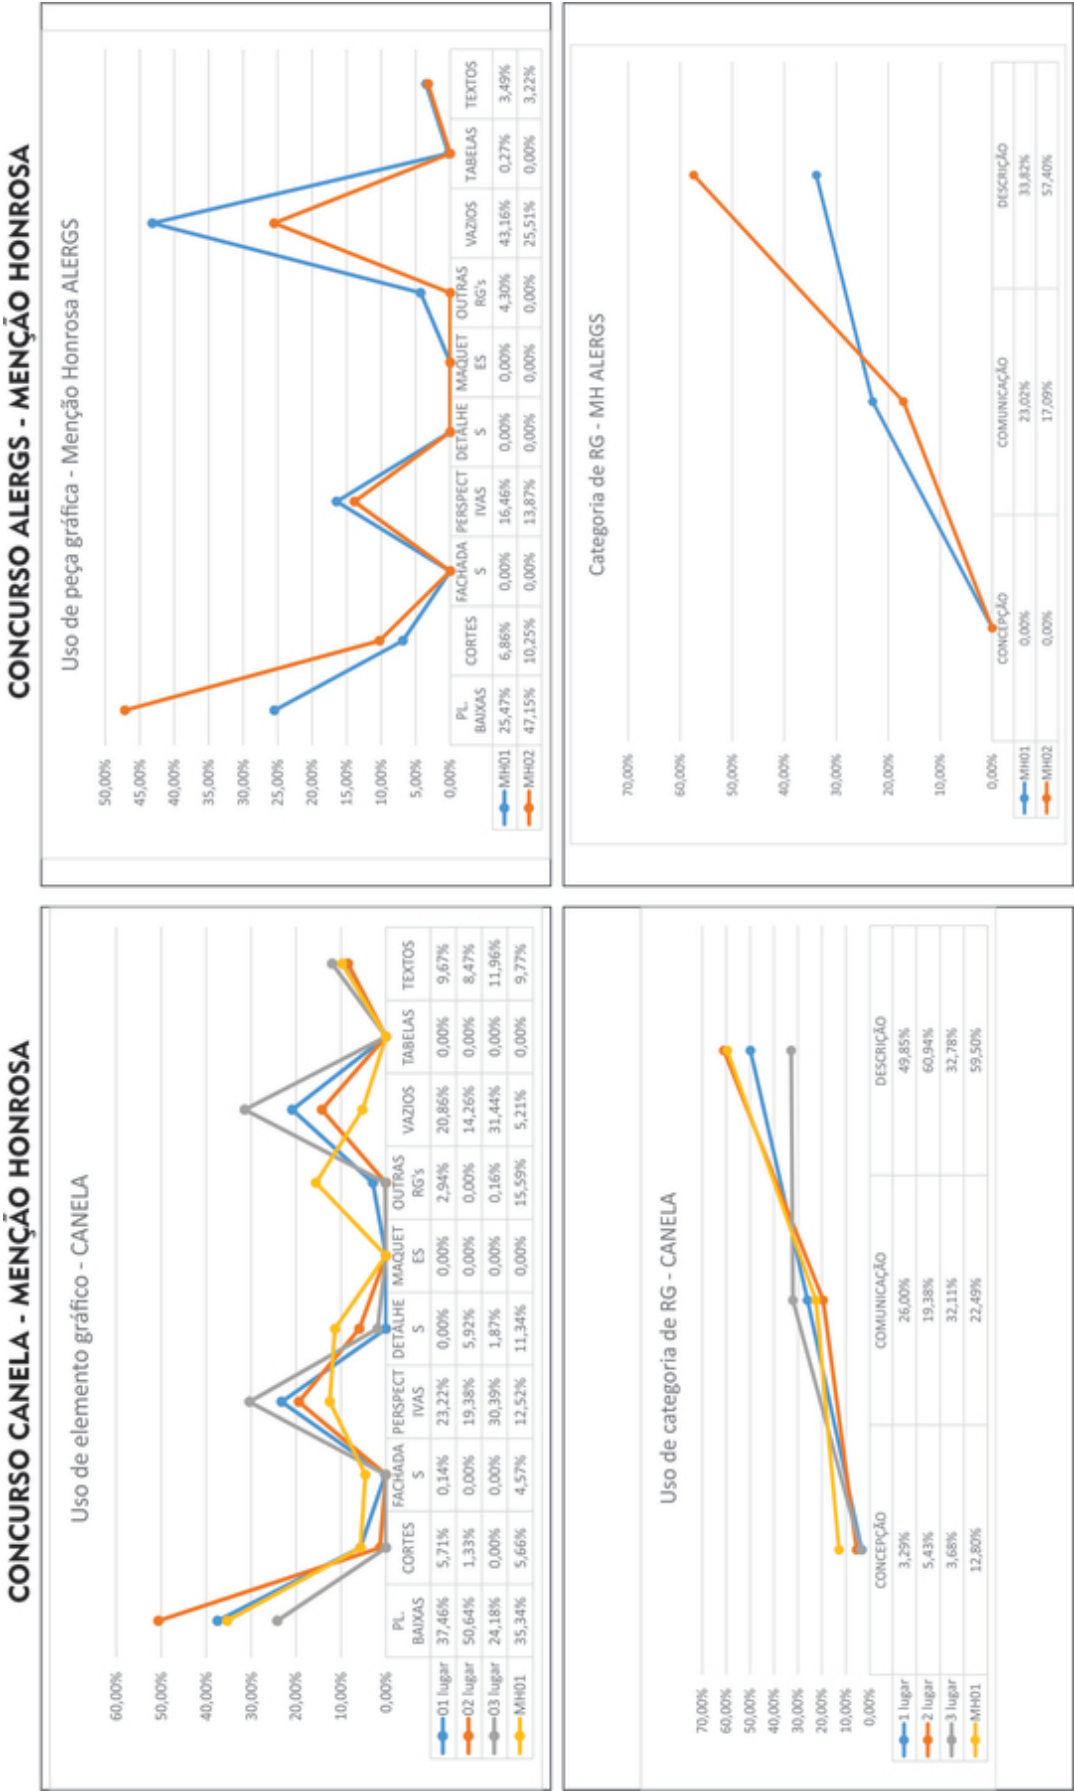 CONCURSO CANELA - MENÇÃO HONROSA
Uso de elemento gráfico - CANELA
60,00%
50,00%
40,00%
30,00%
20,00%
10,00%
0,00%
PL. BAIXAS CORTES FACHADA S PERSPECT IVAS DETALHE S MAQUET ES OUTRAS RG's VAZIOS TABELAS TEXTOS
01 lugar 37,46% 5,71% 0,14% 23,22% 0,00% 0,00% 2,94% 20,86% 0,00% 9,67%
02 lugar 50,64% 1,33% 0,00% 19,38% 5,92% 0,00% 0,00% 14,26% 0,00% 8,47%
03 lugar 24,18% 0,00% 0,00% 30,39% 1,87% 0,00% 0,16% 31,44% 0,00% 11,96%
MH01 35,34% 5,66% 4,57% 12,52% 11,34% 0,00% 15,59% 5,21% 0,00% 9,77%
Uso de categoria de RG - CANELA
70,00%
60,00%
50,00%
40,00%
30,00%
20,00%
10,00%
0,00%
CONCEPÇÃO COMUNICAÇÃO DESCRIÇÃO
1 lugar 3,29% 26,00% 49,85%
2 lugar 5,43% 19,38% 60,94%
3 lugar 3,68% 32,11% 32,78%
MH01 12,80% 22,49% 59,50%
CONCURSO ALERGS - MENÇÃO HONROSA
Uso de peça gráfica - Menção Honrosa ALERGS
50,00%
45,00%
40,00%
35,00%
30,00%
25,00%
20,00%
15,00%
10,00%
5,00%
0,00%
PL. BAIXAS CORTES FACHADA S PERSPECT IVAS DETALHE S MAQUET ES OUTRAS RG's VAZIOS TABELAS TEXTOS
MH01 25,47% 6,86% 0,00% 16,46% 0,00% 0,00% 4,30% 43,16% 0,27% 3,49%
MH02 47,15% 10,25% 0,00% 13,87% 0,00% 0,00% 0,00% 25,51% 0,00% 3,22%
Categoria de RG - MH ALERGS
70,00%
60,00%
50,00%
40,00%
30,00%
20,00%
10,00%
0,00%
CONCEPÇÃO COMUNICAÇÃO DESCRIÇÃO
MH01 0,00% 23,02% 33,82%
MH02 0,00% 17,09% 57,40%